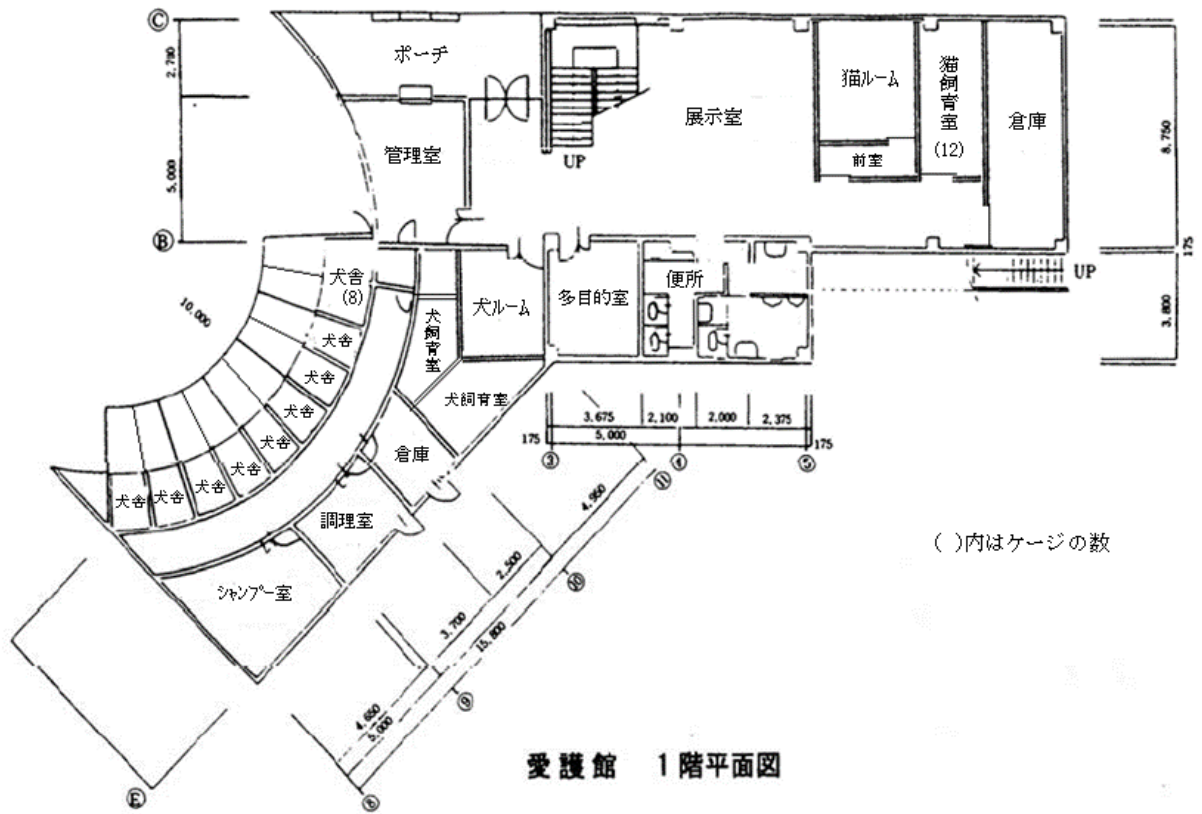 Ⓒ
ポーチ
2,700
猫ルーム
猫飼育室
(12)
展示室
倉庫
8,750
管理室
前室
5,000
UP
Ⓑ
175
犬舎
(8)
犬ルーム
多目的室
便所
UP
10,000
犬飼育室
犬舎
3,800
犬舎
犬飼育室
犬舎
3,675
2,100
2,000
2,375
175
5,000
175
犬舎
倉庫
③
④
⑤
犬舎
⑪
犬舎
犬舎
犬舎
4,950
調理室
(  )内はケージの数
2,500
⑩
シャンプー室
3,700
15,800
⑨
4,650
5,000
愛護館 1階平面図
Ⓔ
⑧